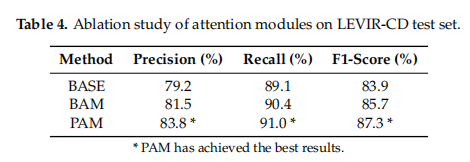 Table 4. Ablation study of attention modules on LEVIR-CD test set.
Method Precision (%) Recall (%) F1-Score (%)
BASE 79.2 89.1 83.9
BAM 81.5 90.4 85.7
PAM 83.8 * 91.0 * 87.3 *
* PAM has achieved the best results.